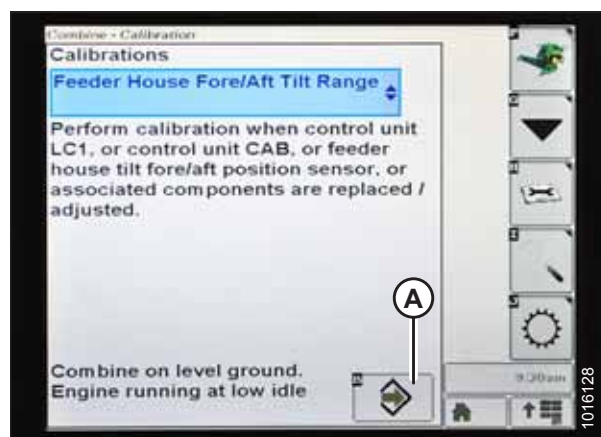 Combine - Calibration
Calibrations
Feeder House Fore/Aft Tilt Range
Perform calibration when control unit
LC1, or control unit CAB, or feeder
house tilt fore/aft position sensor, or
associated components are replaced /
adjusted.
A
Combine on level ground.
Engine running at low idle
9:20am
1016128